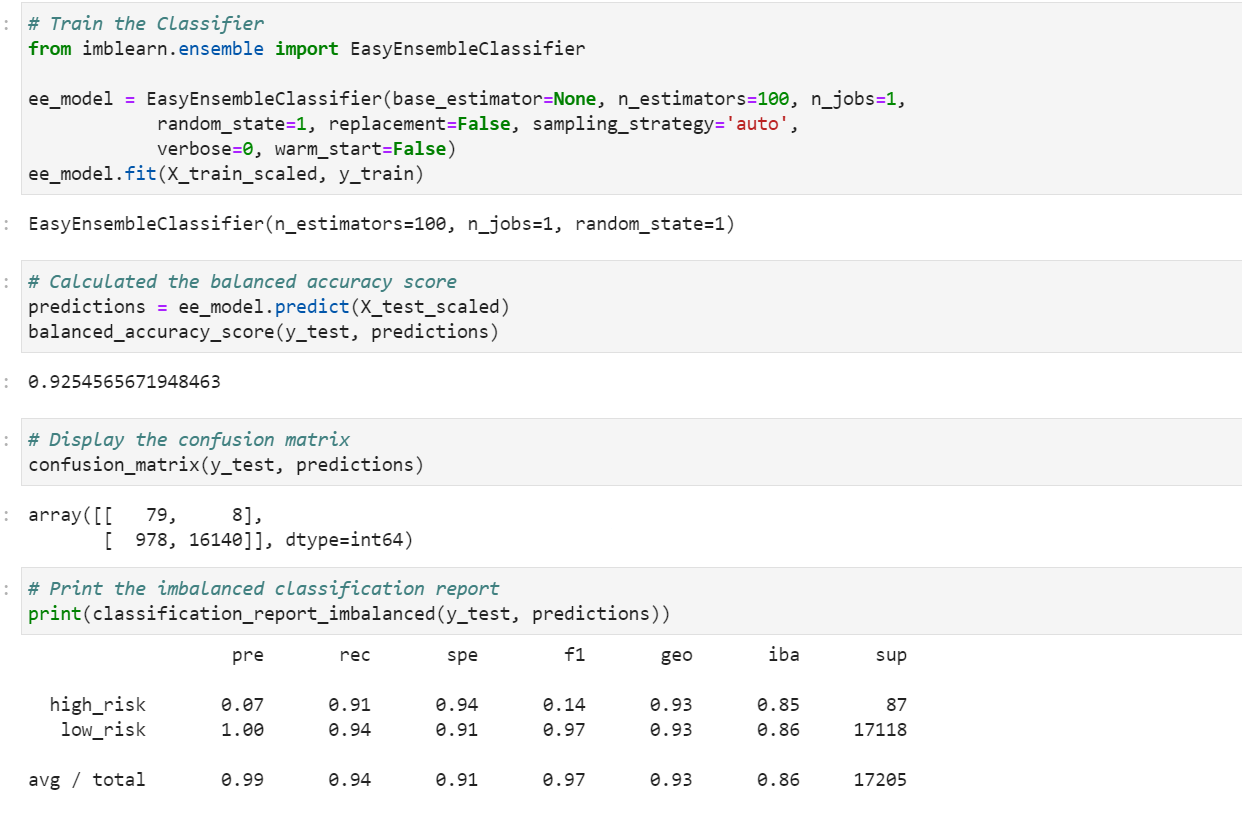 : # Train the Classifier
from imblearn.ensemble import EasyEnsembleClassifier
ee_model = EasyEnsembleClassifier(base_estimator=None, n_estimators=100, n_jobs=1,
            random_state=1, replacement=False, sampling_strategy='auto',
            verbose=0, warm_start=False)
ee_model.fit(X_train_scaled, y_train)
: EasyEnsembleClassifier(n_estimators=100, n_jobs=1, random_state=1)
: # Calculated the balanced accuracy score
predictions = ee_model.predict(X_test_scaled)
balanced_accuracy_score(y_test, predictions)
: 0.9254565671948463
: # Display the confusion matrix
confusion_matrix(y_test, predictions)
: array([[   79,     8],
       [  978, 16140]], dtype=int64)
: # Print the imbalanced classification report
print(classification_report_imbalanced(y_test, predictions))
                   pre       rec       spe        f1       geo       iba       sup
  high_risk       0.07      0.91      0.94      0.14      0.93      0.85        87
   low_risk       1.00      0.94      0.91      0.97      0.93      0.86     17118
avg / total       0.99      0.94      0.91      0.97      0.93      0.86     17205